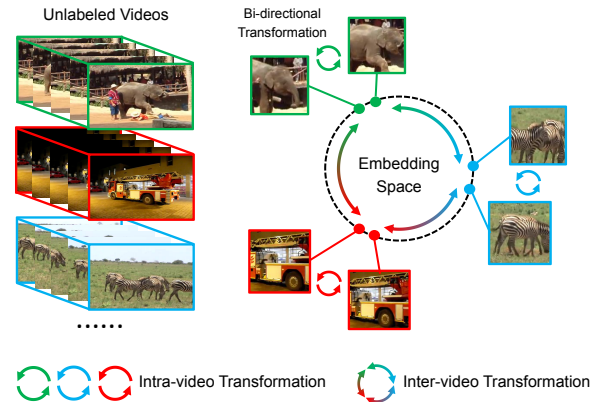 Unlabeled Videos
Bi-directional
Transformation
Embedding
Space
......
Intra-video Transformation
Inter-video Transformation